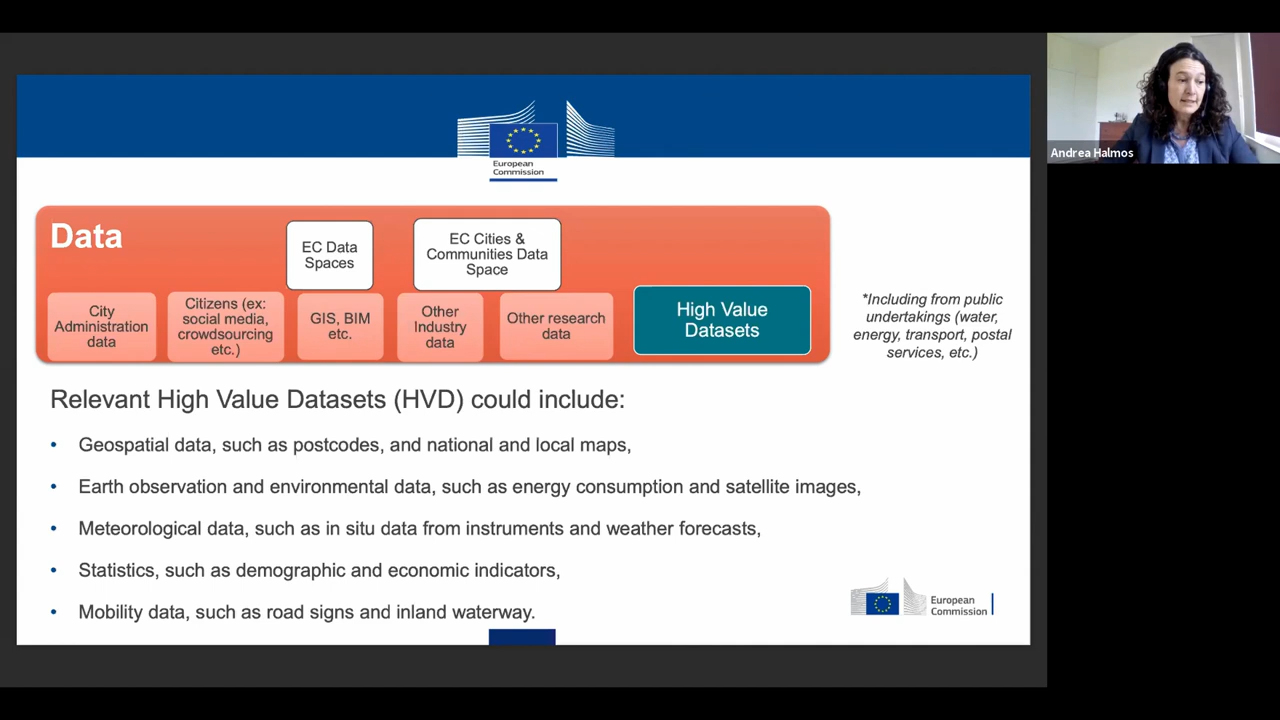 European
Commission
Andrea Halmos
Data
EC Data
Spaces
EC Cities &
Communities Data
Space
City
Administration
data
Citizens (ex:
social media,
crowdsourcing
etc.)
GIS, BIM
etc.
Other
Industry
data
Other research
data
High Value
Datasets
*Including from public
undertakings (water,
energy, transport, postal
services, etc.)
Relevant High Value Datasets (HVD) could include:
• Geospatial data, such as postcodes, and national and local maps,
• Earth observation and environmental data, such as energy consumption and satellite images,
• Meteorological data, such as in situ data from instruments and weather forecasts,
• Statistics, such as demographic and economic indicators,
• Mobility data, such as road signs and inland waterway.
European
Commission